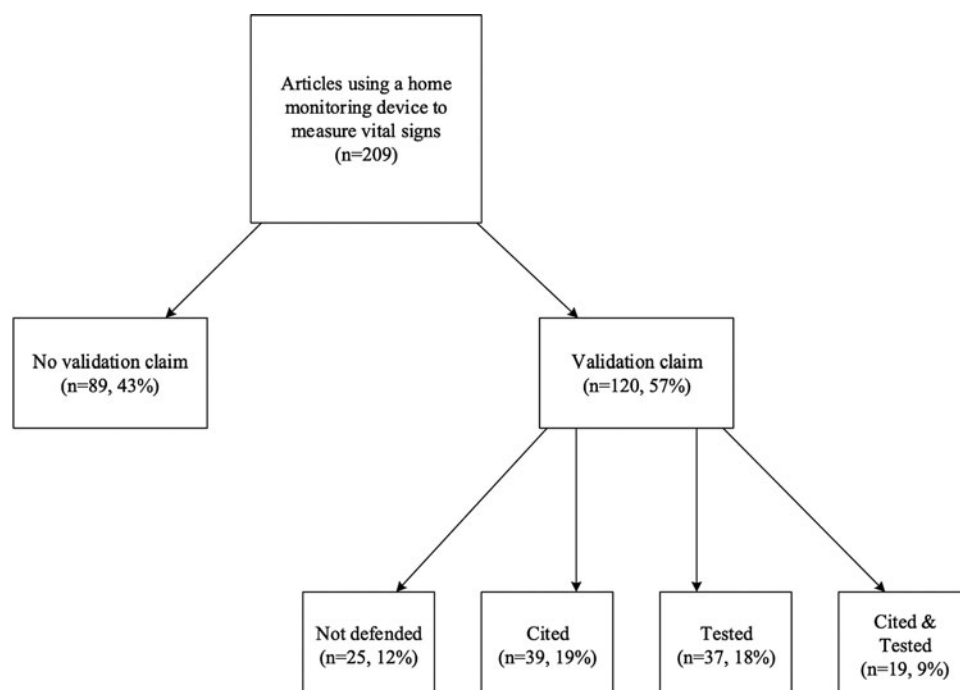 Articles using a home
monitoring device to
measure vital signs
(n=209)
No validation claim
(n=89, 43%)
Validation claim
(n=120, 57%)
Not defended
(n=25, 12%)
Cited
(n=39, 19%)
Tested
(n=37, 18%)
Cited &
Tested
(n=19, 9%)